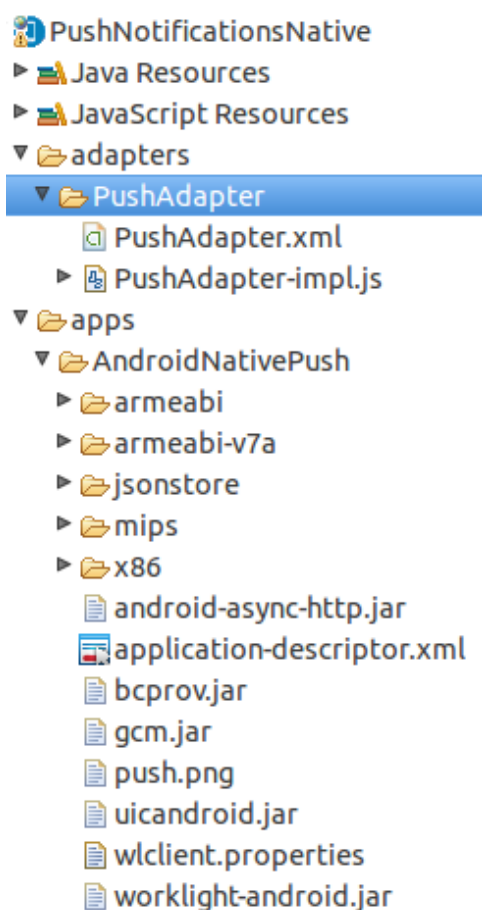 PushNotificationsNative
Java Resources
JavaScript Resources
adapters
PushAdapter
PushAdapter.xml
PushAdapter-impl.js
apps
AndroidNativePush
armeabi
armeabi-v7a
jsonstore
mips
x86
android-async-http.jar
application-descriptor.xml
bcprov.jar
gcm.jar
push.png
uicandroid.jar
wlclient.properties
worklight-android.jar